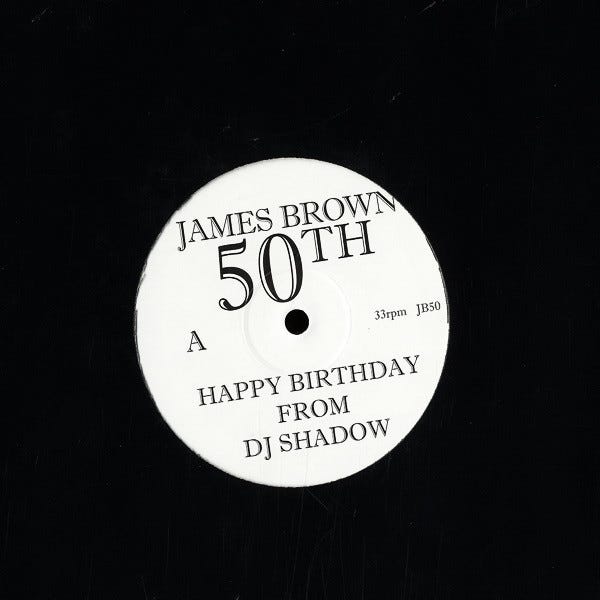 JAMES BROWN
50TH
33rpm JB50
A
HAPPY BIRTHDAY
FROM
DJ SHADOW